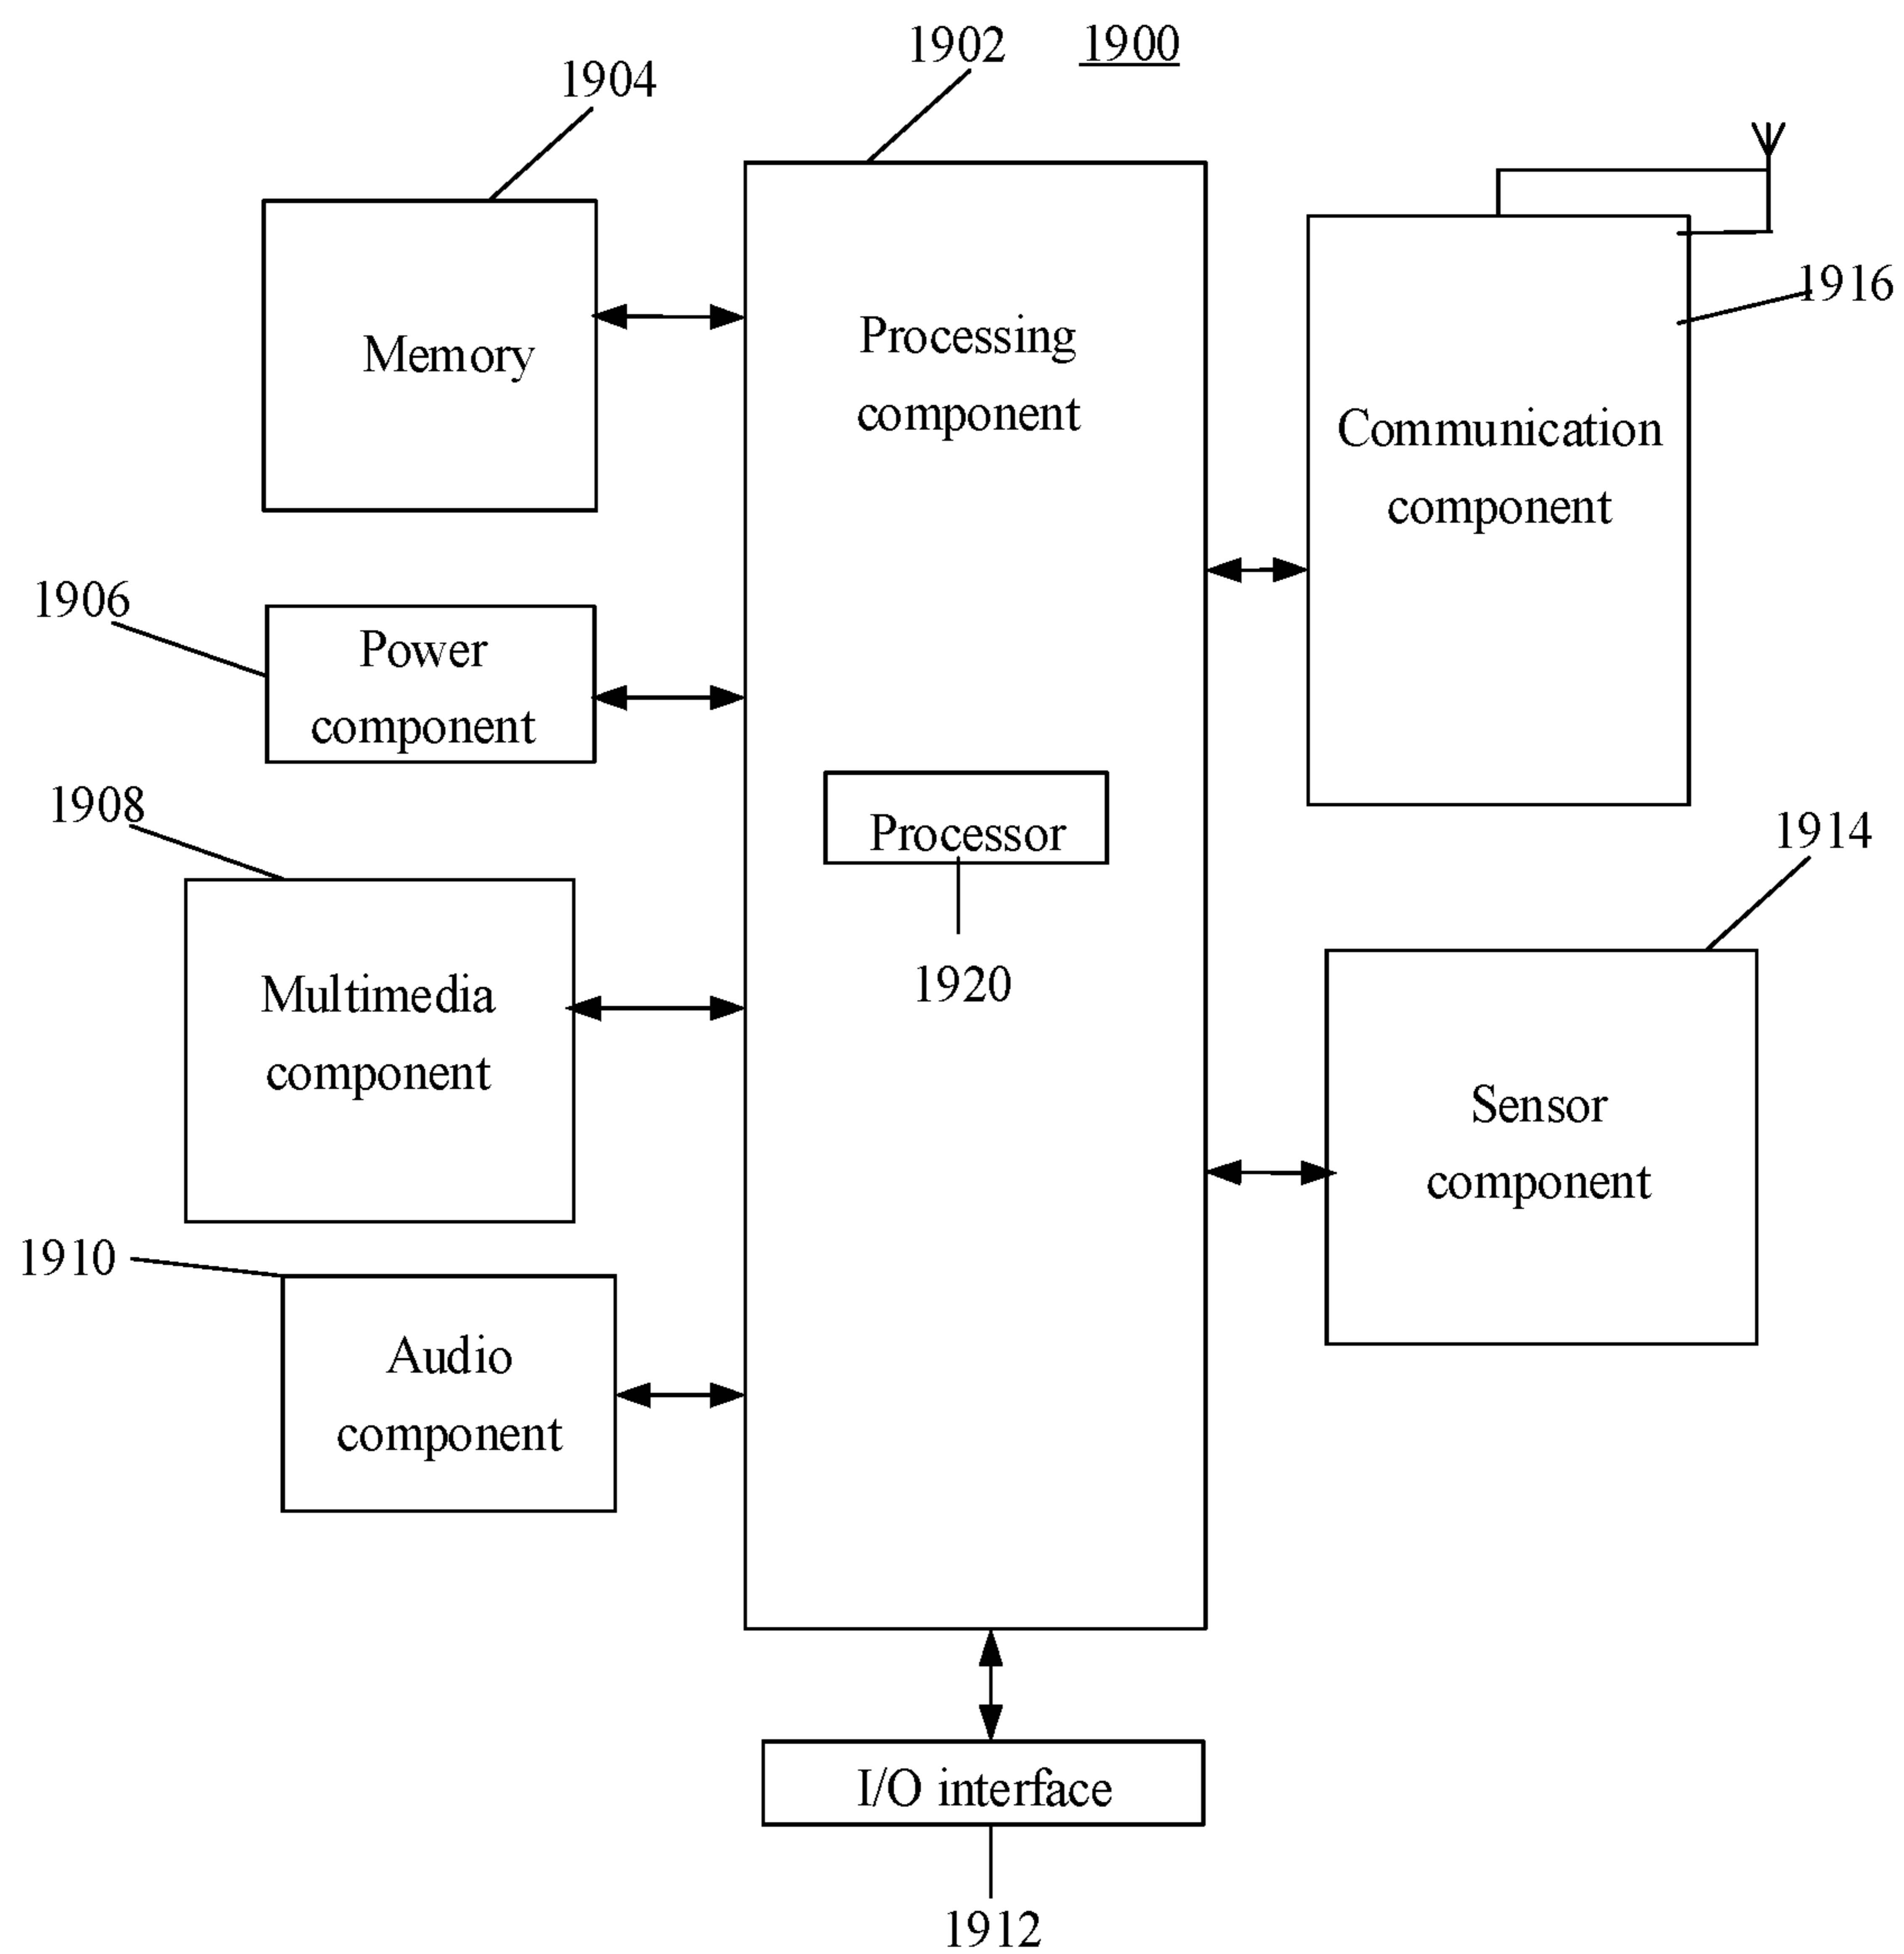 1902
1900
1904
1916
Memory
Processing
component
Communication
component
1906
Power
component
1908
Processor
1914
1920
Multimedia
component
Sensor
component
1910
Audio
component
I/O interface
1912